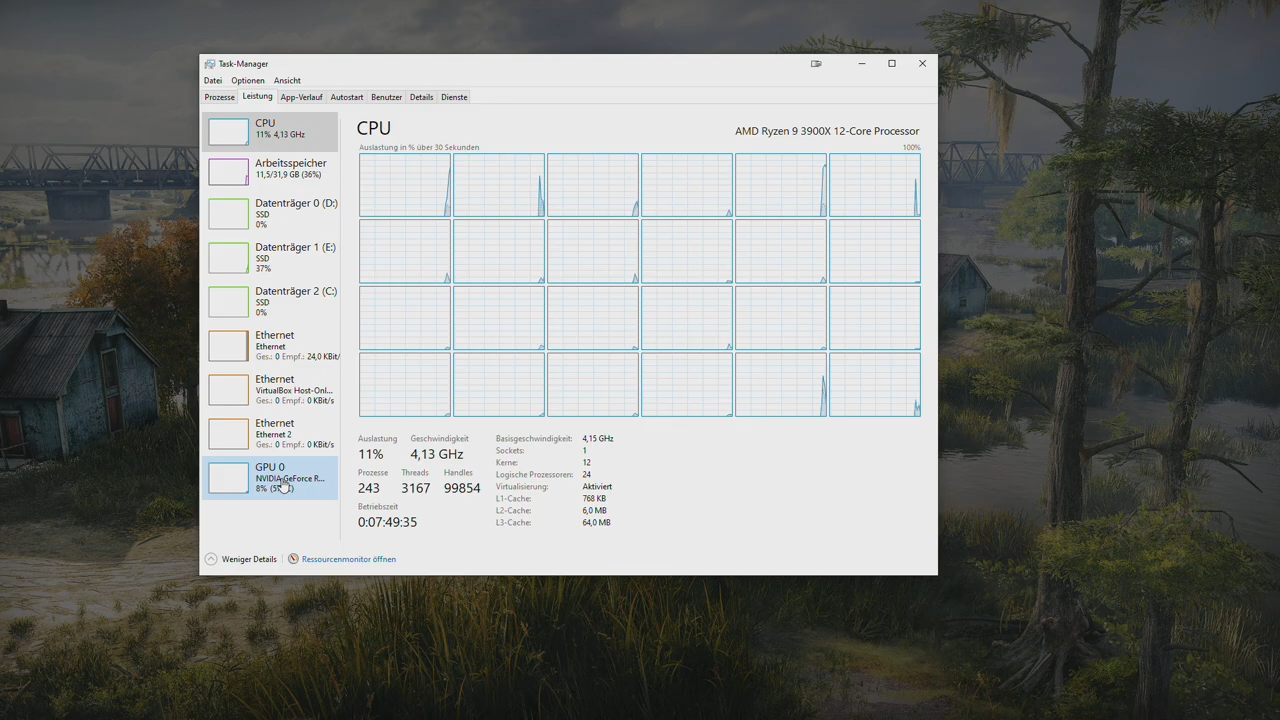 Task-Manager
Datei Optionen Ansicht
Prozesse Leistung App-Verlauf Autostart Benutzer Details Dienste
CPU
11% 4,13 GHz
Arbeitsspeicher
11,5/31,9 GB (36%)
Datenträger 0 (D:)
SSD
0%
Datenträger 1 (E:)
SSD
37%
Datenträger 2 (C:)
SSD
0%
Ethernet
Ethernet
Ges.: 0 Empf.: 24,0 KBit/
Ethernet
VirtualBox Host-Onl...
Ges.: 0 Empf.: 0 KBit/s
Ethernet
Ethernet 2
Ges.: 0 Empf.: 0 KBit/s
GPU 0
NVIDIA GeForce R...
8%
CPU
AMD Ryzen 9 3900X 12-Core Processor
Auslastung in % über 30 Sekunden
100%
Auslastung Geschwindigkeit
11% 4,13 GHz
Prozesse Threads Handles
243 3167 99854
Betriebszeit
0:07:49:35
Basisgeschwindigkeit: 4,15 GHz
Sockets: 1
Kerne: 12
Logische Prozessoren: 24
Virtualisierung: Aktiviert
L1-Cache: 768 KB
L2-Cache: 6,0 MB
L3-Cache: 64,0 MB
Weniger Details
Ressourcenmonitor öffnen